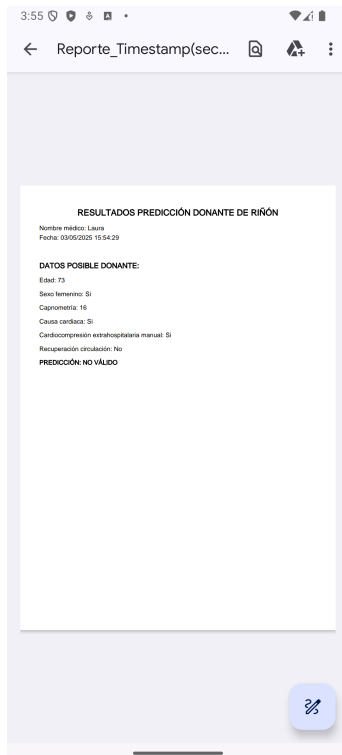 3:55
Reporte_Timestamp(sec...
RESULTADOS PREDICCIÓN DONANTE DE RIÑÓN
Nombre médico: Laura
Fecha: 03/05/2025 15:54:29
DATOS POSIBLE DONANTE:
Edad: 73
Sexo femenino: Si
Capnometría: 16
Causa cardiaca: Si
Cardiocompresión extrahospitalaria manual: Si
Recuperación circulación: No
PREDICCIÓN: NO VÁLIDO